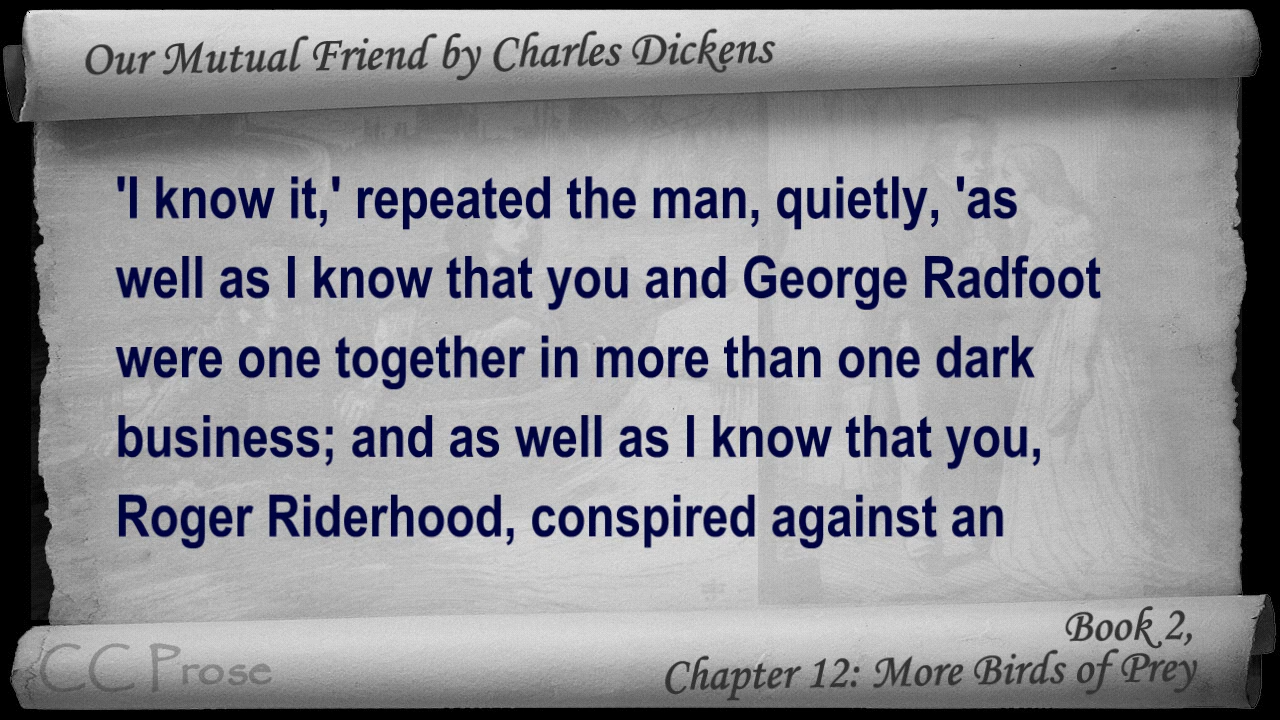 Our Mutual Friend by Charles Dickens
'I know it,' repeated the man, quietly, 'as
well as I know that you and George Radfoot
were one together in more than one dark
business; and as well as I know that you,
Roger Riderhood, conspired against an
Book 2,
CC Prose
Chapter 12: More Birds of Prey